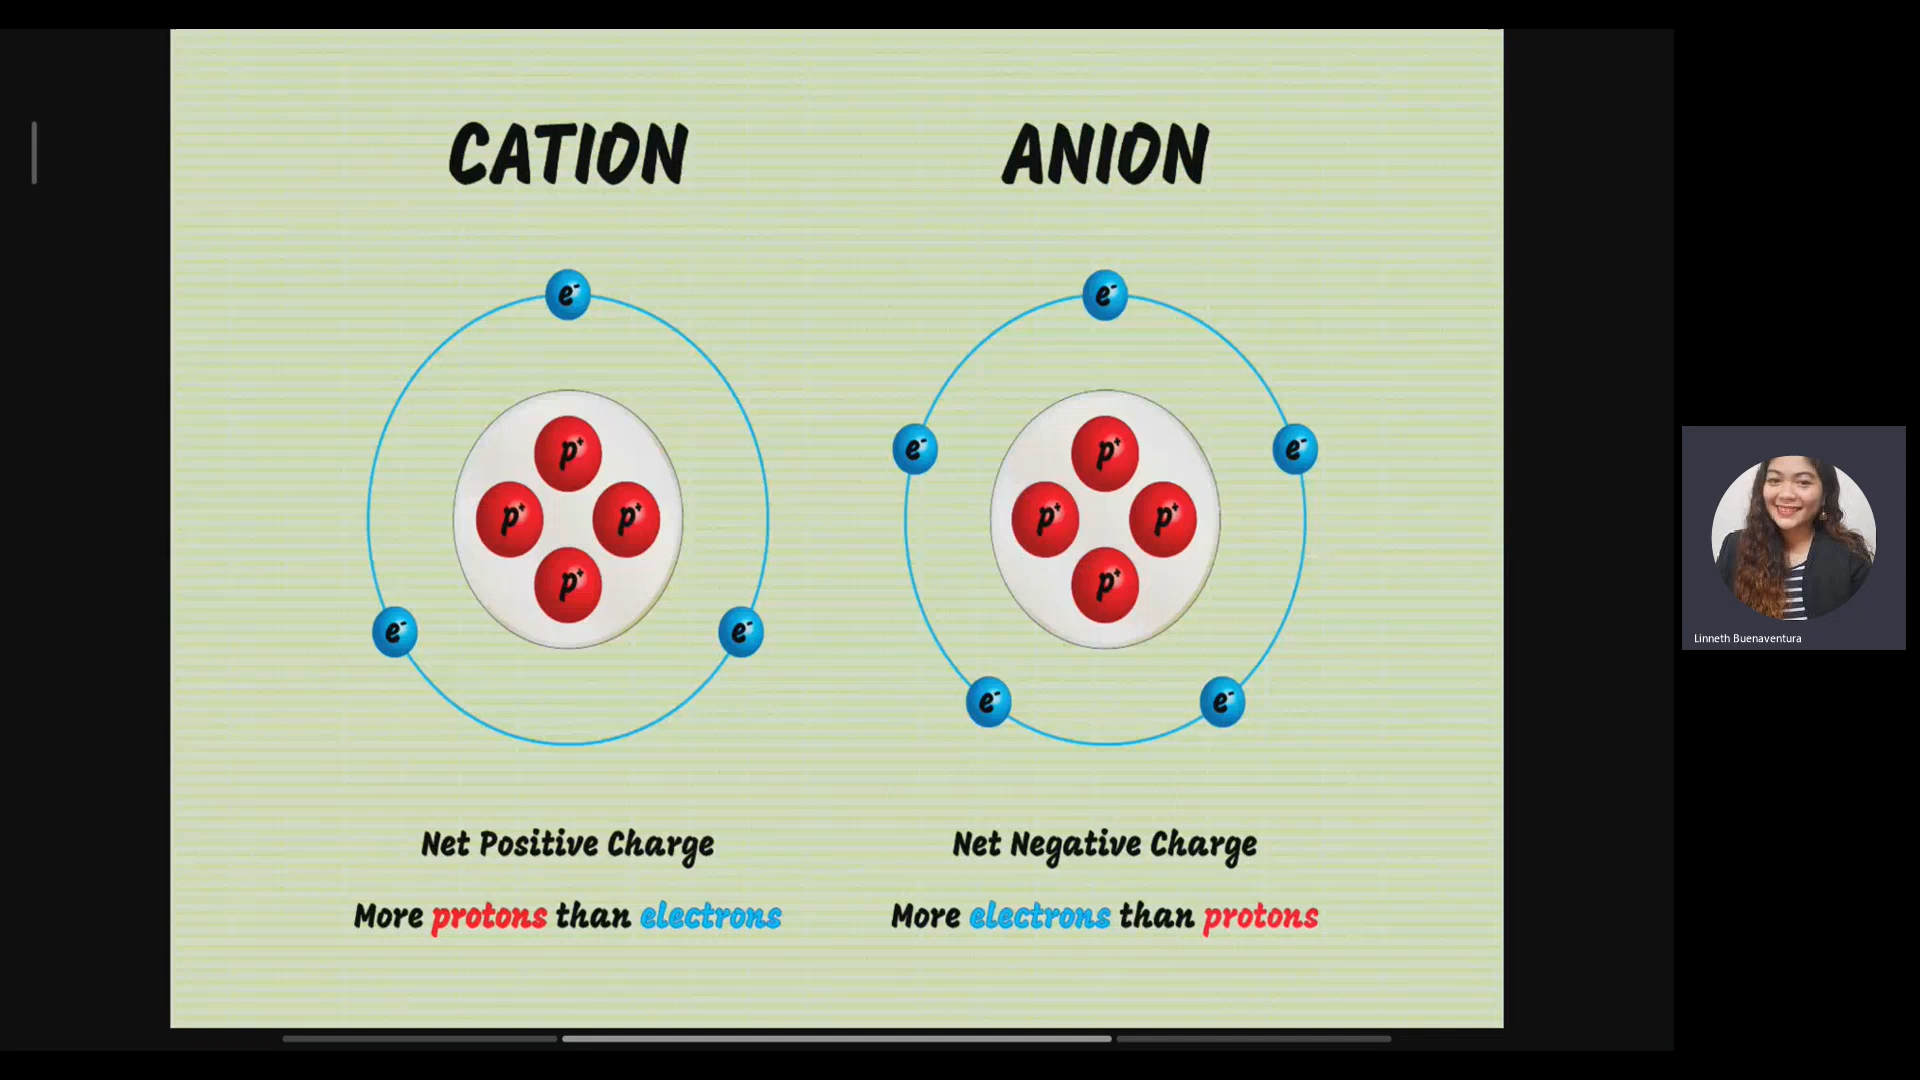 CATION
ANION
e-
p+
p+
p+
p+
e-
e-
e-
e-
e-
p+
p+
p+
p+
e-
e-
Net Positive Charge
More protons than electrons
Net Negative Charge
More electrons than protons
Linneth Buenaventura